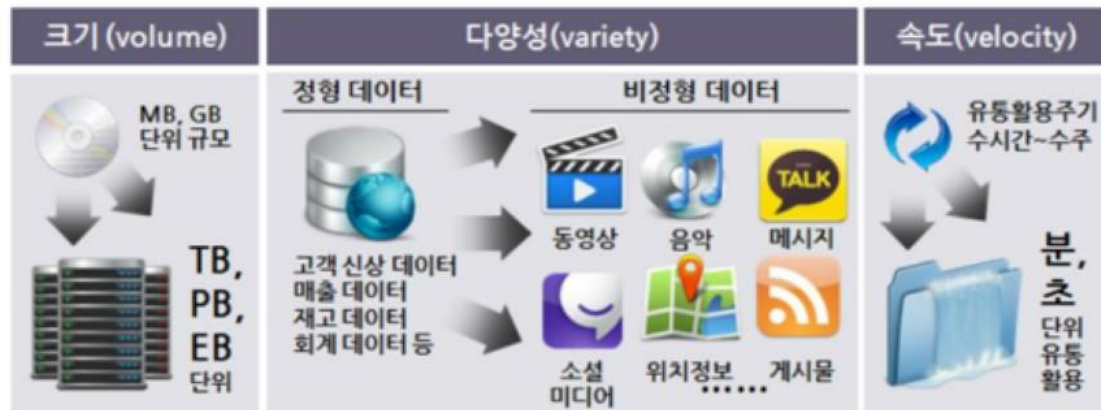 크기 (volume)
다양성(variety)
속도(velocity)
MB, GB
단위 규모
TB,
PB,
EB
단위
정형 데이터
비정형 데이터
고객 신상 데이터
매출 데이터
재고 데이터
회계 데이터 등
TALK
동영상
음악
메시지
소셜
미디어
위치정보
게시물
······
유통활용주기
수시간~수주
분,
초
단위
유통
활용